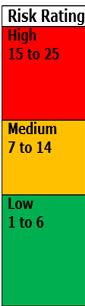 Risk Rating
High
15 to 25
Medium
7 to 14
Low
1 to 6